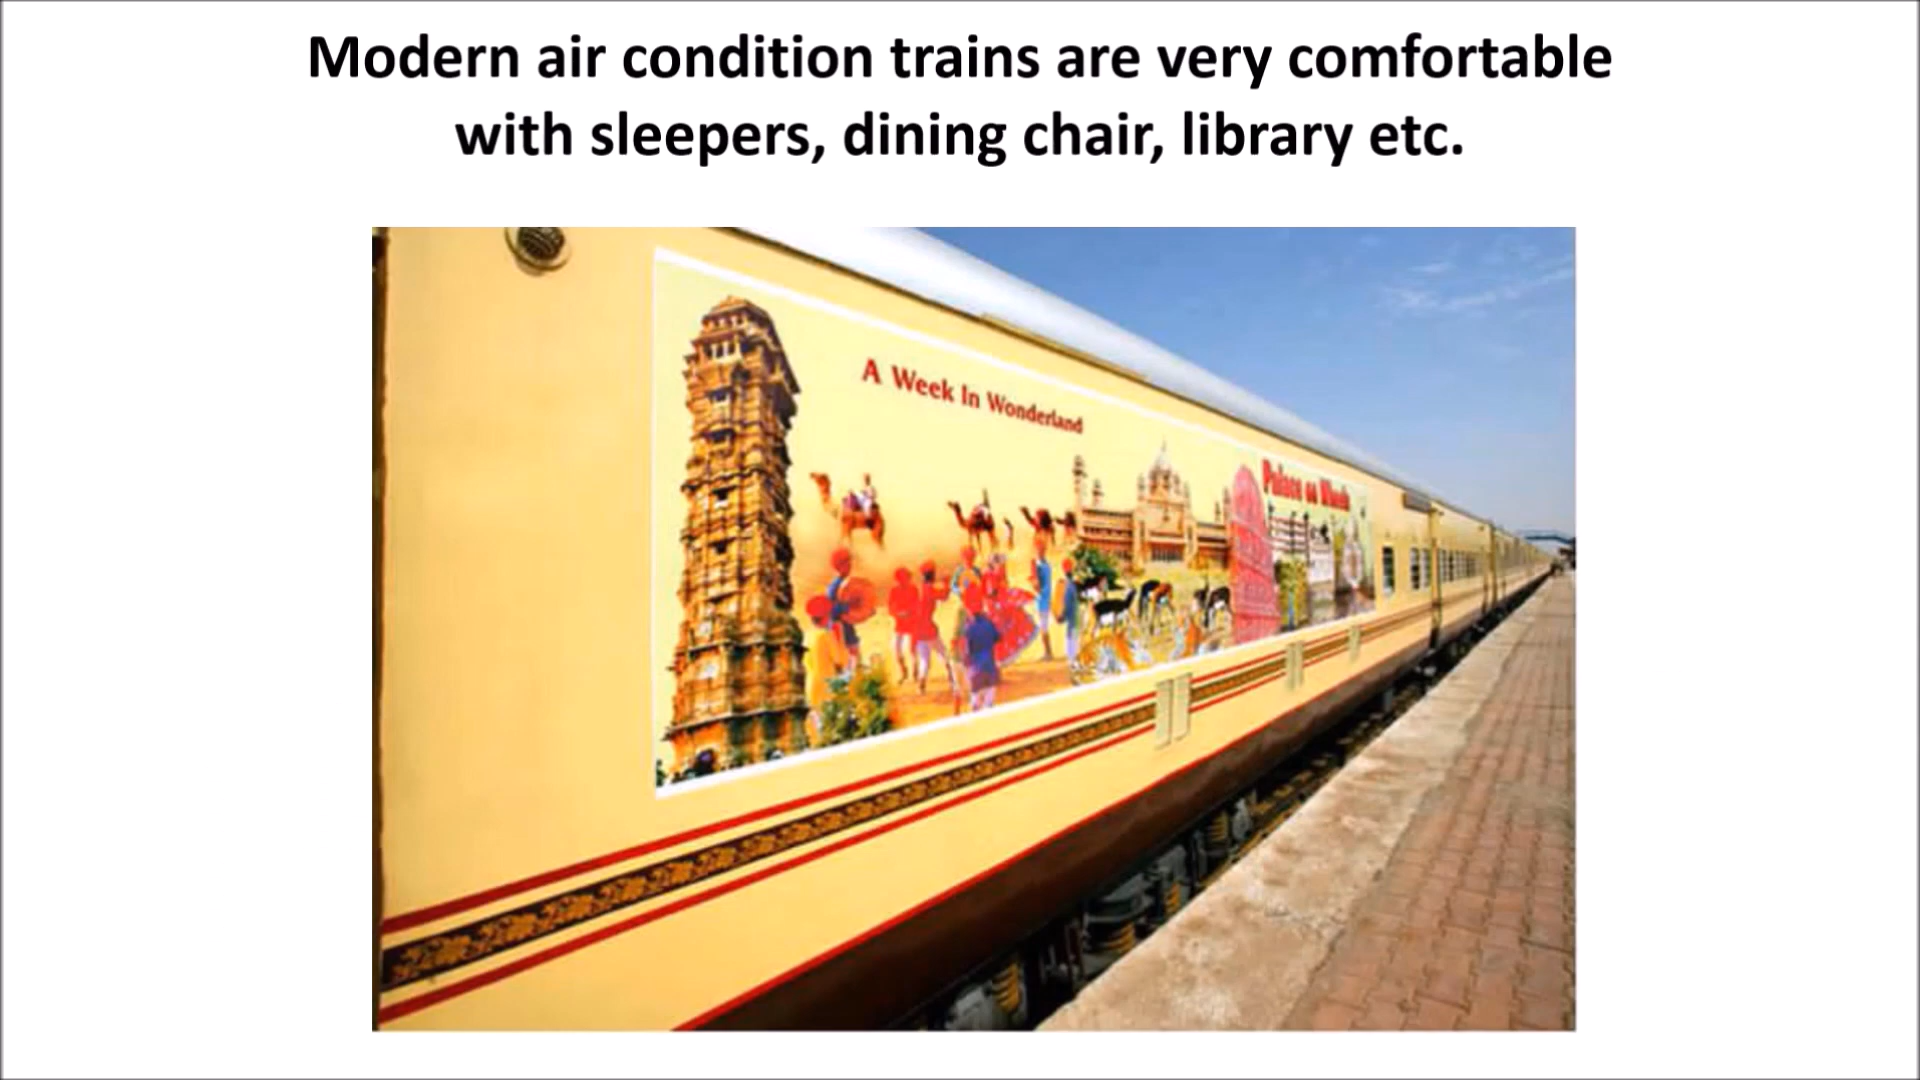 Modern air condition trains are very comfortable
with sleepers, dining chair, library etc.
A Week In Wonderland
Palace on Wheels